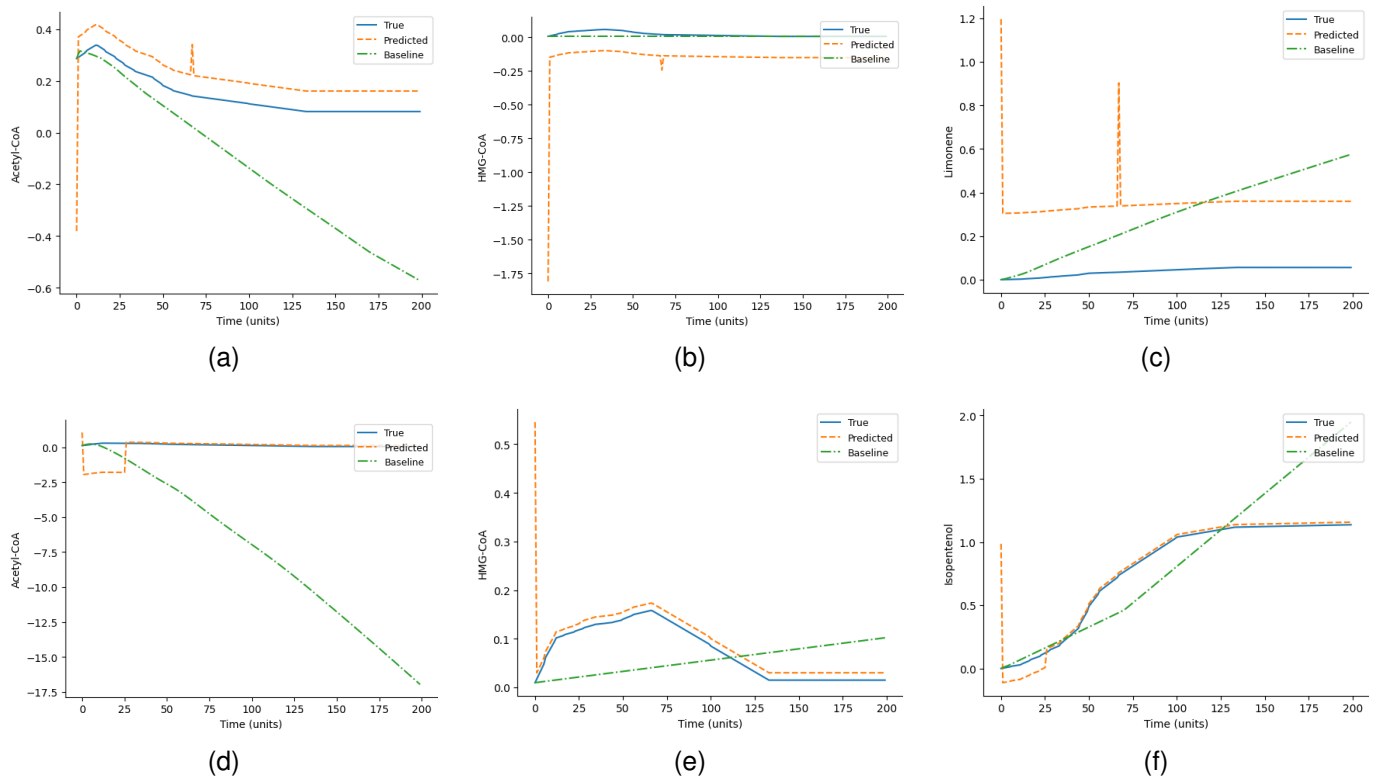 True
Predicted
Baseline
0.4
0.2
0.0
−0.2
−0.4
−0.6
Acetyl-CoA
0 25 50 75 100 125 150 175 200
Time (units)
(a)
True
Predicted
Baseline
0.00
−0.25
−0.50
−0.75
−1.00
−1.25
−1.50
−1.75
HMG-CoA
0 25 50 75 100 125 150 175 200
Time (units)
(b)
True
Predicted
Baseline
1.2
1.0
0.8
0.6
0.4
0.2
0.0
Limonene
0 25 50 75 100 125 150 175 200
Time (units)
(c)
True
Predicted
Baseline
0.0
−2.5
−5.0
−7.5
−10.0
−12.5
−15.0
−17.5
Acetyl-CoA
0 25 50 75 100 125 150 175 200
Time (units)
(d)
True
Predicted
Baseline
0.5
0.4
0.3
0.2
0.1
0.0
HMG-CoA
0 25 50 75 100 125 150 175 200
Time (units)
(e)
True
Predicted
Baseline
2.0
1.5
1.0
0.5
0.0
Isopentenol
0 25 50 75 100 125 150 175 200
Time (units)
(f)